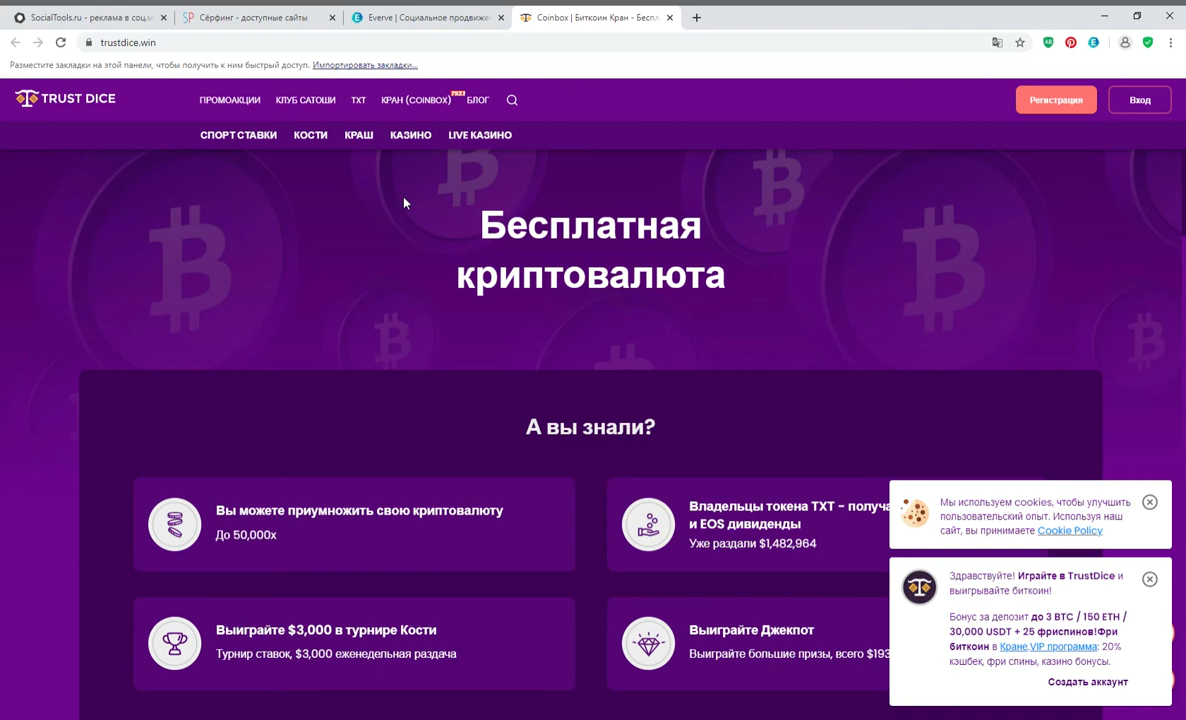 SocialTools.ru - реклама в соц.м
Сёрфинг - доступные сайты
Everve | Социальное продвиже
Coinbox | Биткоин Кран - Беспл
trustdice.win
Разместите закладки на этой панели, чтобы получить к ним быстрый доступ. Импортировать закладки...
TRUST DICE
ПРОМОАКЦИИ КЛУБ САТОШИ TXT КРАН (COINBOX) FREE БЛОГ
Регистрация
Вход
СПОРТ СТАВКИ КОСТИ КРАШ КАЗИНО LIVE КАЗИНО
Бесплатная
криптовалюта
А вы знали?
Вы можете приумножить свою криптовалюту
До 50,000x
Владельцы токена TXT - получа
и EOS дивиденды
Уже раздали $1,482,964
Выиграйте $3,000 в турнире Кости
Турнир ставок, $3,000 еженедельная раздача
Выиграйте Джекпот
Выиграйте большие призы, всего $193
Мы используем cookies, чтобы улучшить
пользовательский опыт. Используя наш
сайт, вы принимаете Cookie Policy
Здравствуйте! Играйте в TrustDice и
выигрывайте биткоин!
Бонус за депозит до 3 BTC / 150 ETH /
30,000 USDT + 25 фриспинов!Фри
биткоин в Кране,VIP программа: 20%
кэшбек, фри спины, казино бонусы.
Создать аккаунт